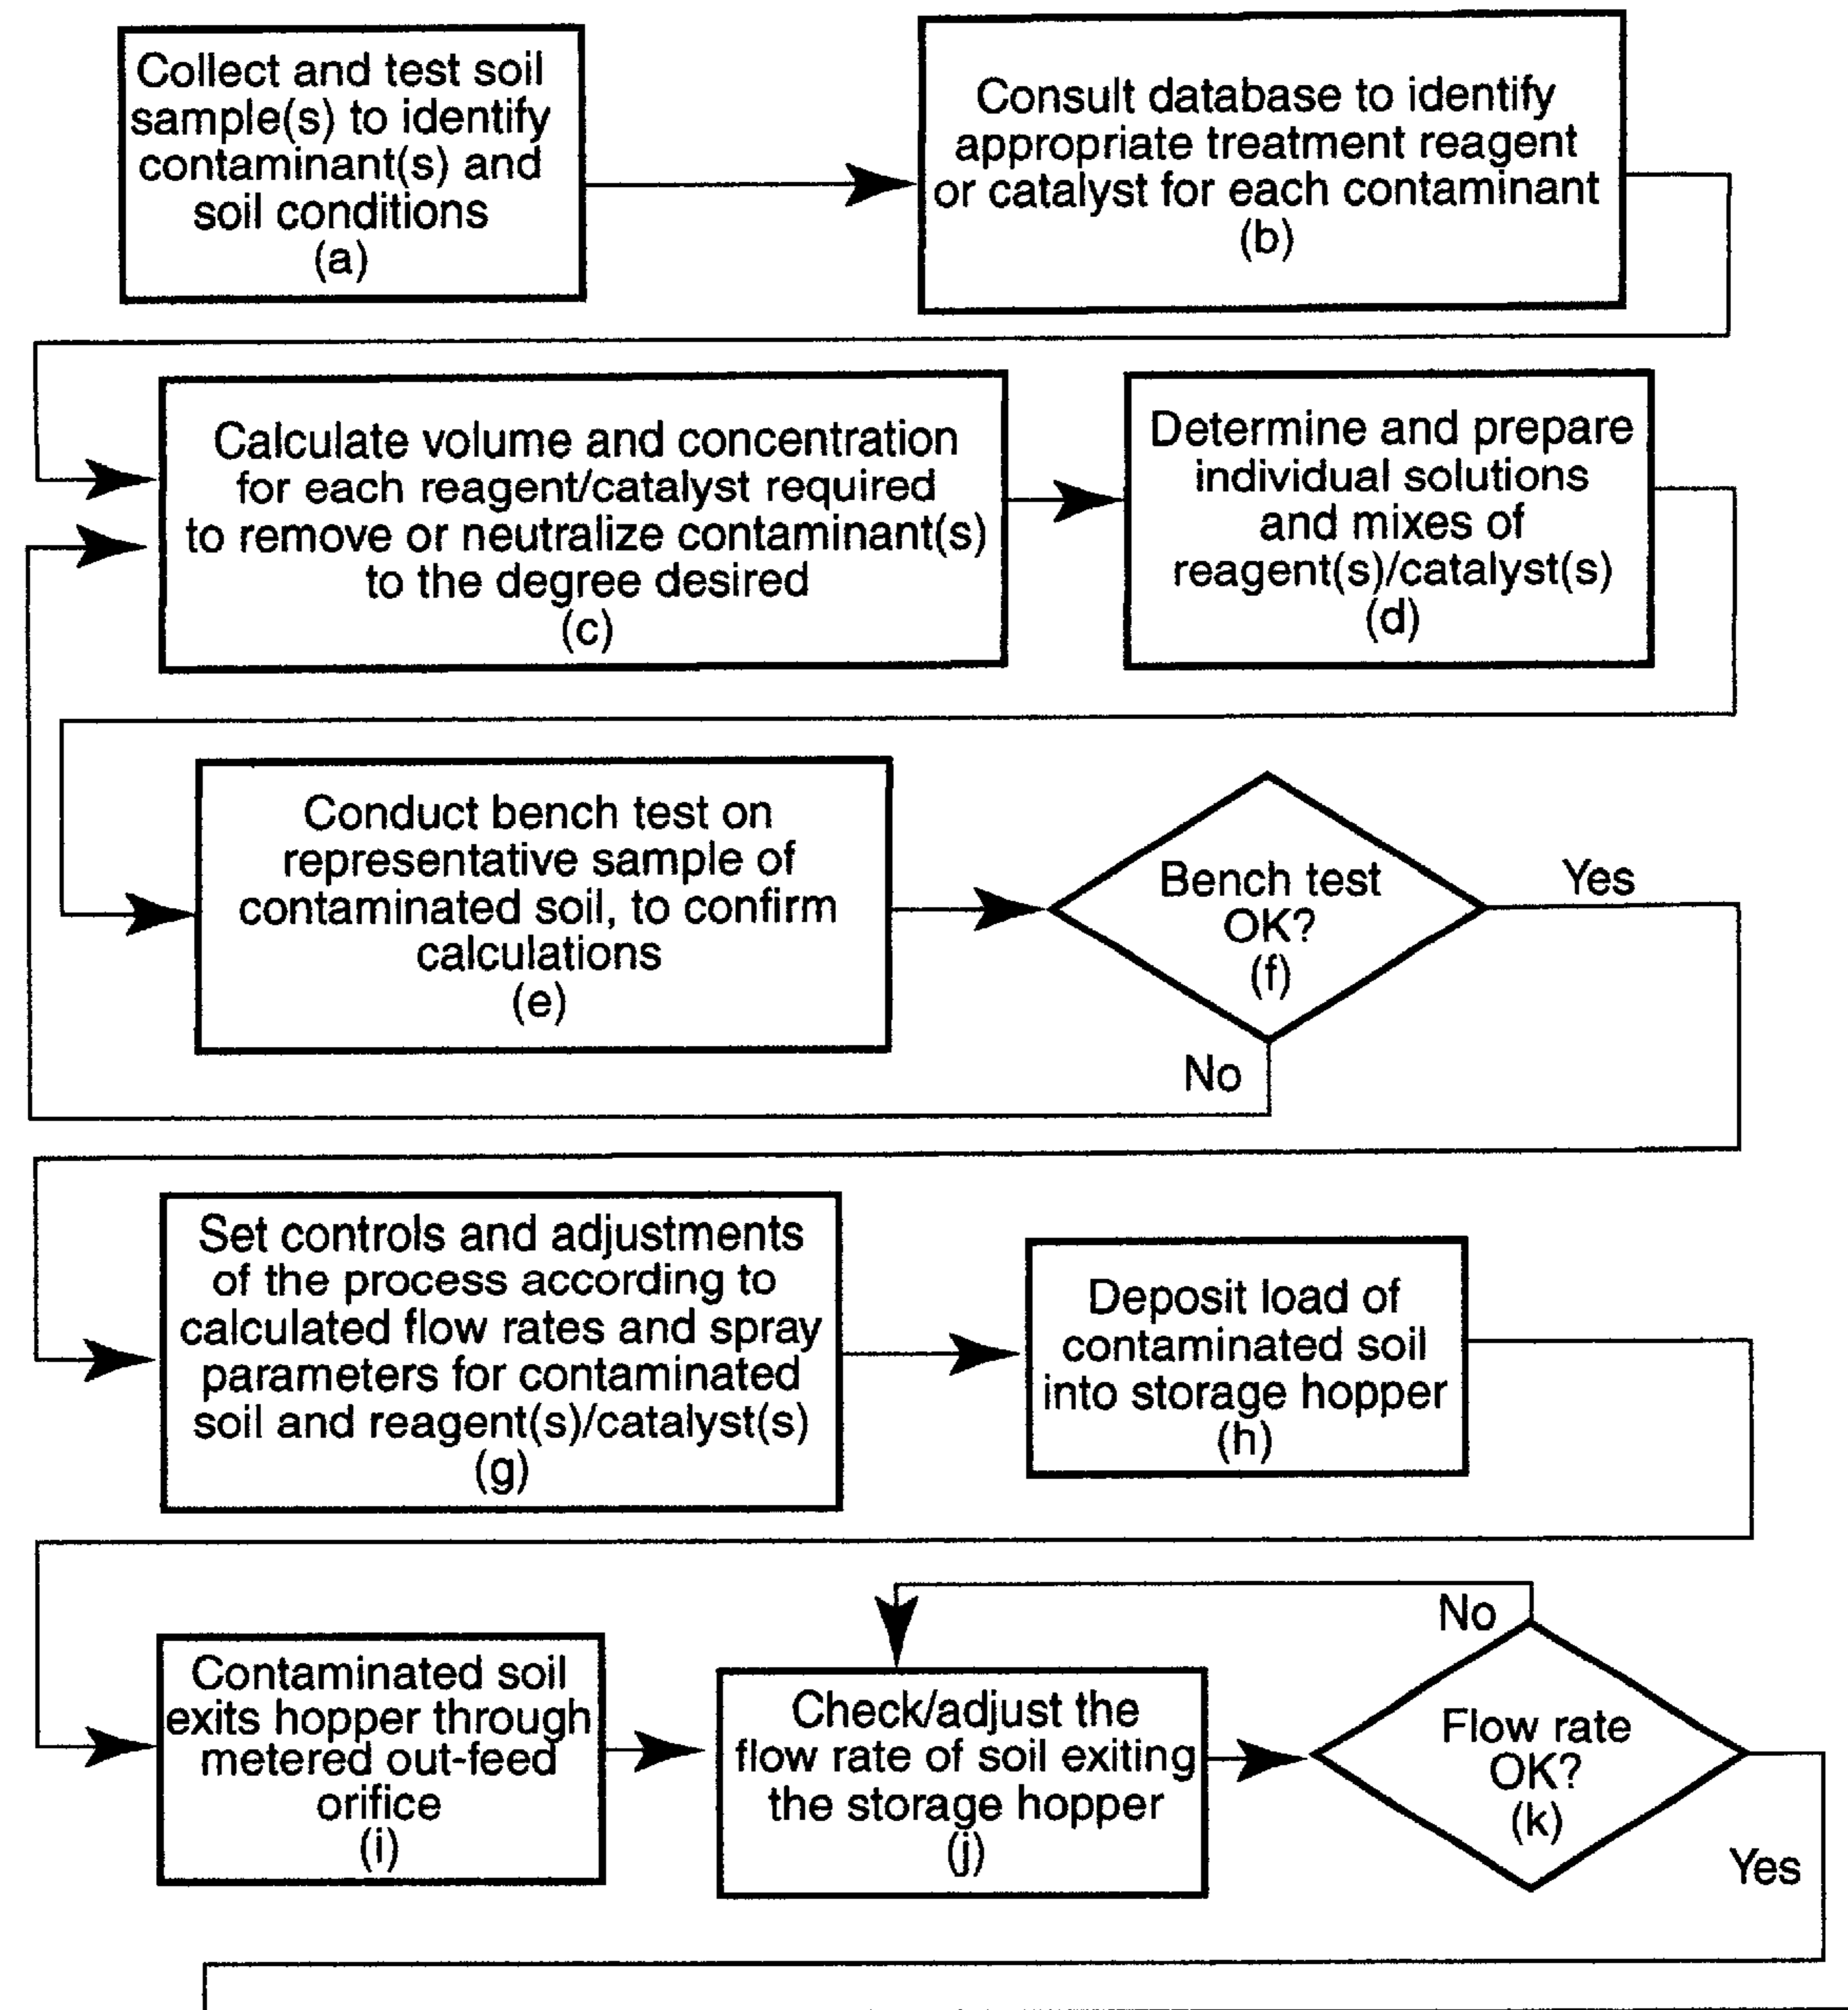 Collect and test soil
sample(s) to identify
contaminant(s) and
soil conditions
(a)
Consult database to identify
appropriate treatment reagent
or catalyst for each contaminant
(b)
Calculate volume and concentration
for each reagent/catalyst required
to remove or neutralize contaminant(s)
to the degree desired
(c)
Determine and prepare
individual solutions
and mixes of
reagent(s)/catalyst(s)
(d)
Conduct bench test on
representative sample of
contaminated soil, to confirm
calculations
(e)
Bench test
OK?
(f)
Yes
No
Set controls and adjustments
of the process according to
calculated flow rates and spray
parameters for contaminated
soil and reagent(s)/catalyst(s)
(g)
Deposit load of
contaminated soil
into storage hopper
(h)
Contaminated soil
exits hopper through
metered out-feed
orifice
(i)
Check/adjust the
flow rate of soil exiting
the storage hopper
(j)
No
Flow rate
OK?
(k)
Yes